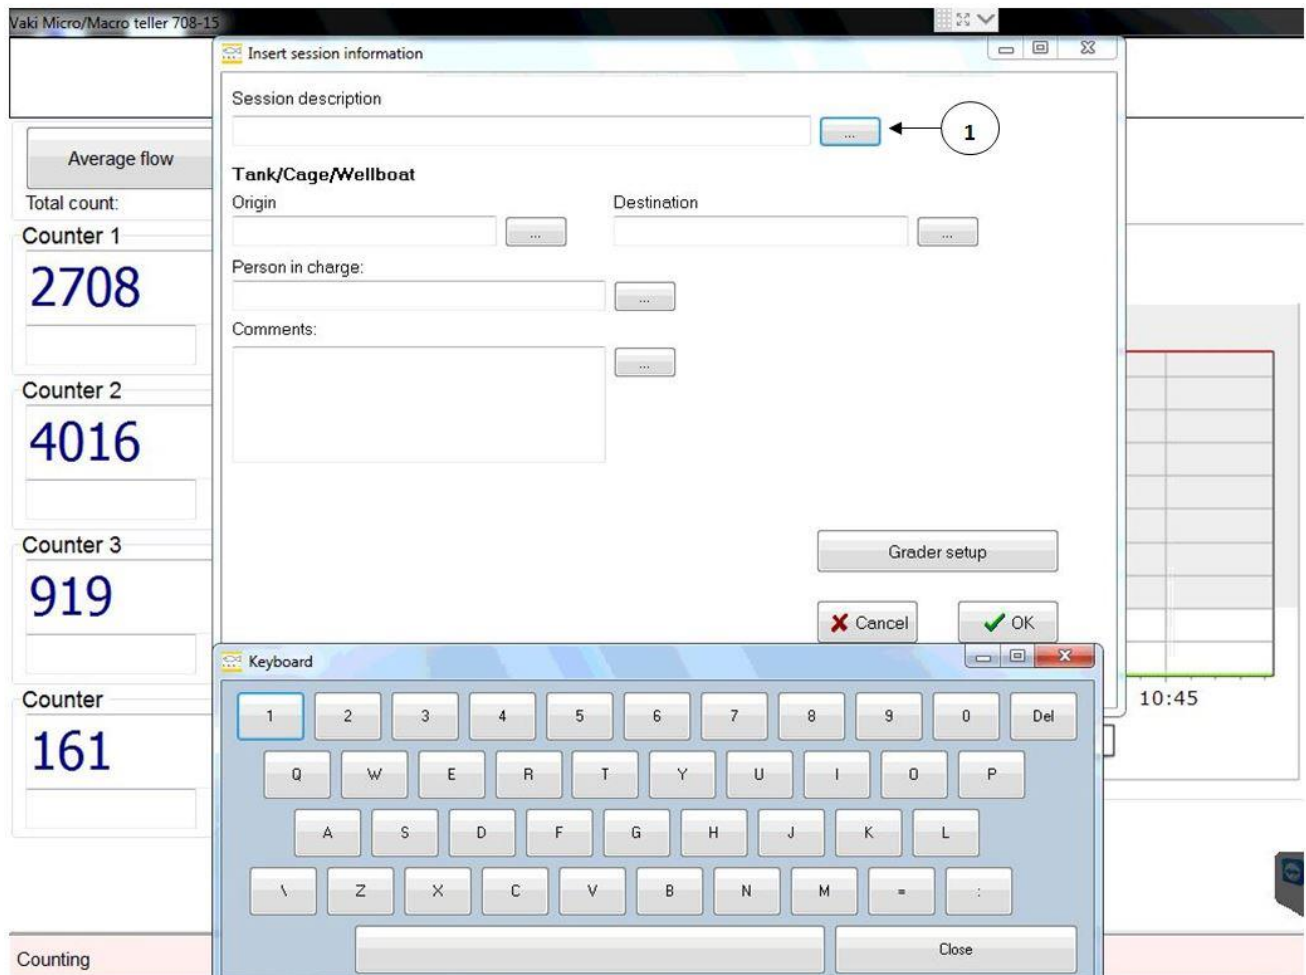 Vaki Micro/Macro teller 708-15
Insert session information
Session description
...
1
Average flow
Tank/Cage/Wellboat
Total count:
Origin
Destination
...
...
Counter 1
2708
Person in charge:
...
Comments:
...
Counter 2
4016
Counter 3
919
Grader setup
Cancel
OK
Keyboard
Counter
161
10:45
1 2 3 4 5 6 7 8 9 0 Del
Q W E R T Y U I O P
A S D F G H J K L
\ Z X C V B N M = :
Close
Counting